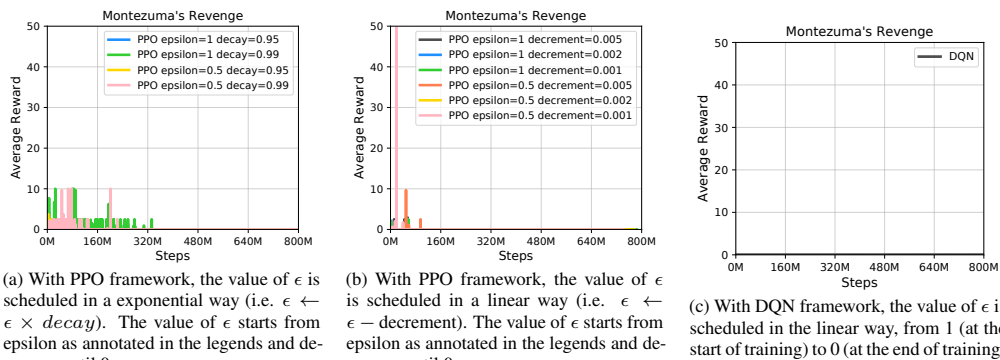 Montezuma's Revenge
50
40
30
20
10
0
Average Reward
PPO epsilon=1 decay=0.95
PPO epsilon=1 decay=0.99
PPO epsilon=0.5 decay=0.95
PPO epsilon=0.5 decay=0.99
0M 160M 320M 480M 640M 800M
Steps
(a) With PPO framework, the value of ϵ is
scheduled in a exponential way (i.e. ϵ ←
ϵ × decay). The value of ϵ starts from
epsilon as annotated in the legends and de-
Montezuma's Revenge
50
40
30
20
10
0
Average Reward
PPO epsilon=1 decrement=0.005
PPO epsilon=1 decrement=0.002
PPO epsilon=1 decrement=0.001
PPO epsilon=0.5 decrement=0.005
PPO epsilon=0.5 decrement=0.002
PPO epsilon=0.5 decrement=0.001
0M 160M 320M 480M 640M 800M
Steps
(b) With PPO framework, the value of ϵ
is scheduled in a linear way (i.e. ϵ ←
ϵ − decrement). The value of ϵ starts from
epsilon as annotated in the legends and de-
Montezuma's Revenge
50
40
30
20
10
0
Average Reward
DQN
0M 160M 320M 480M 640M 800M
Steps
(c) With DQN framework, the value of ϵ i
scheduled in the linear way, from 1 (at the
start of training) to 0 (at the end of training